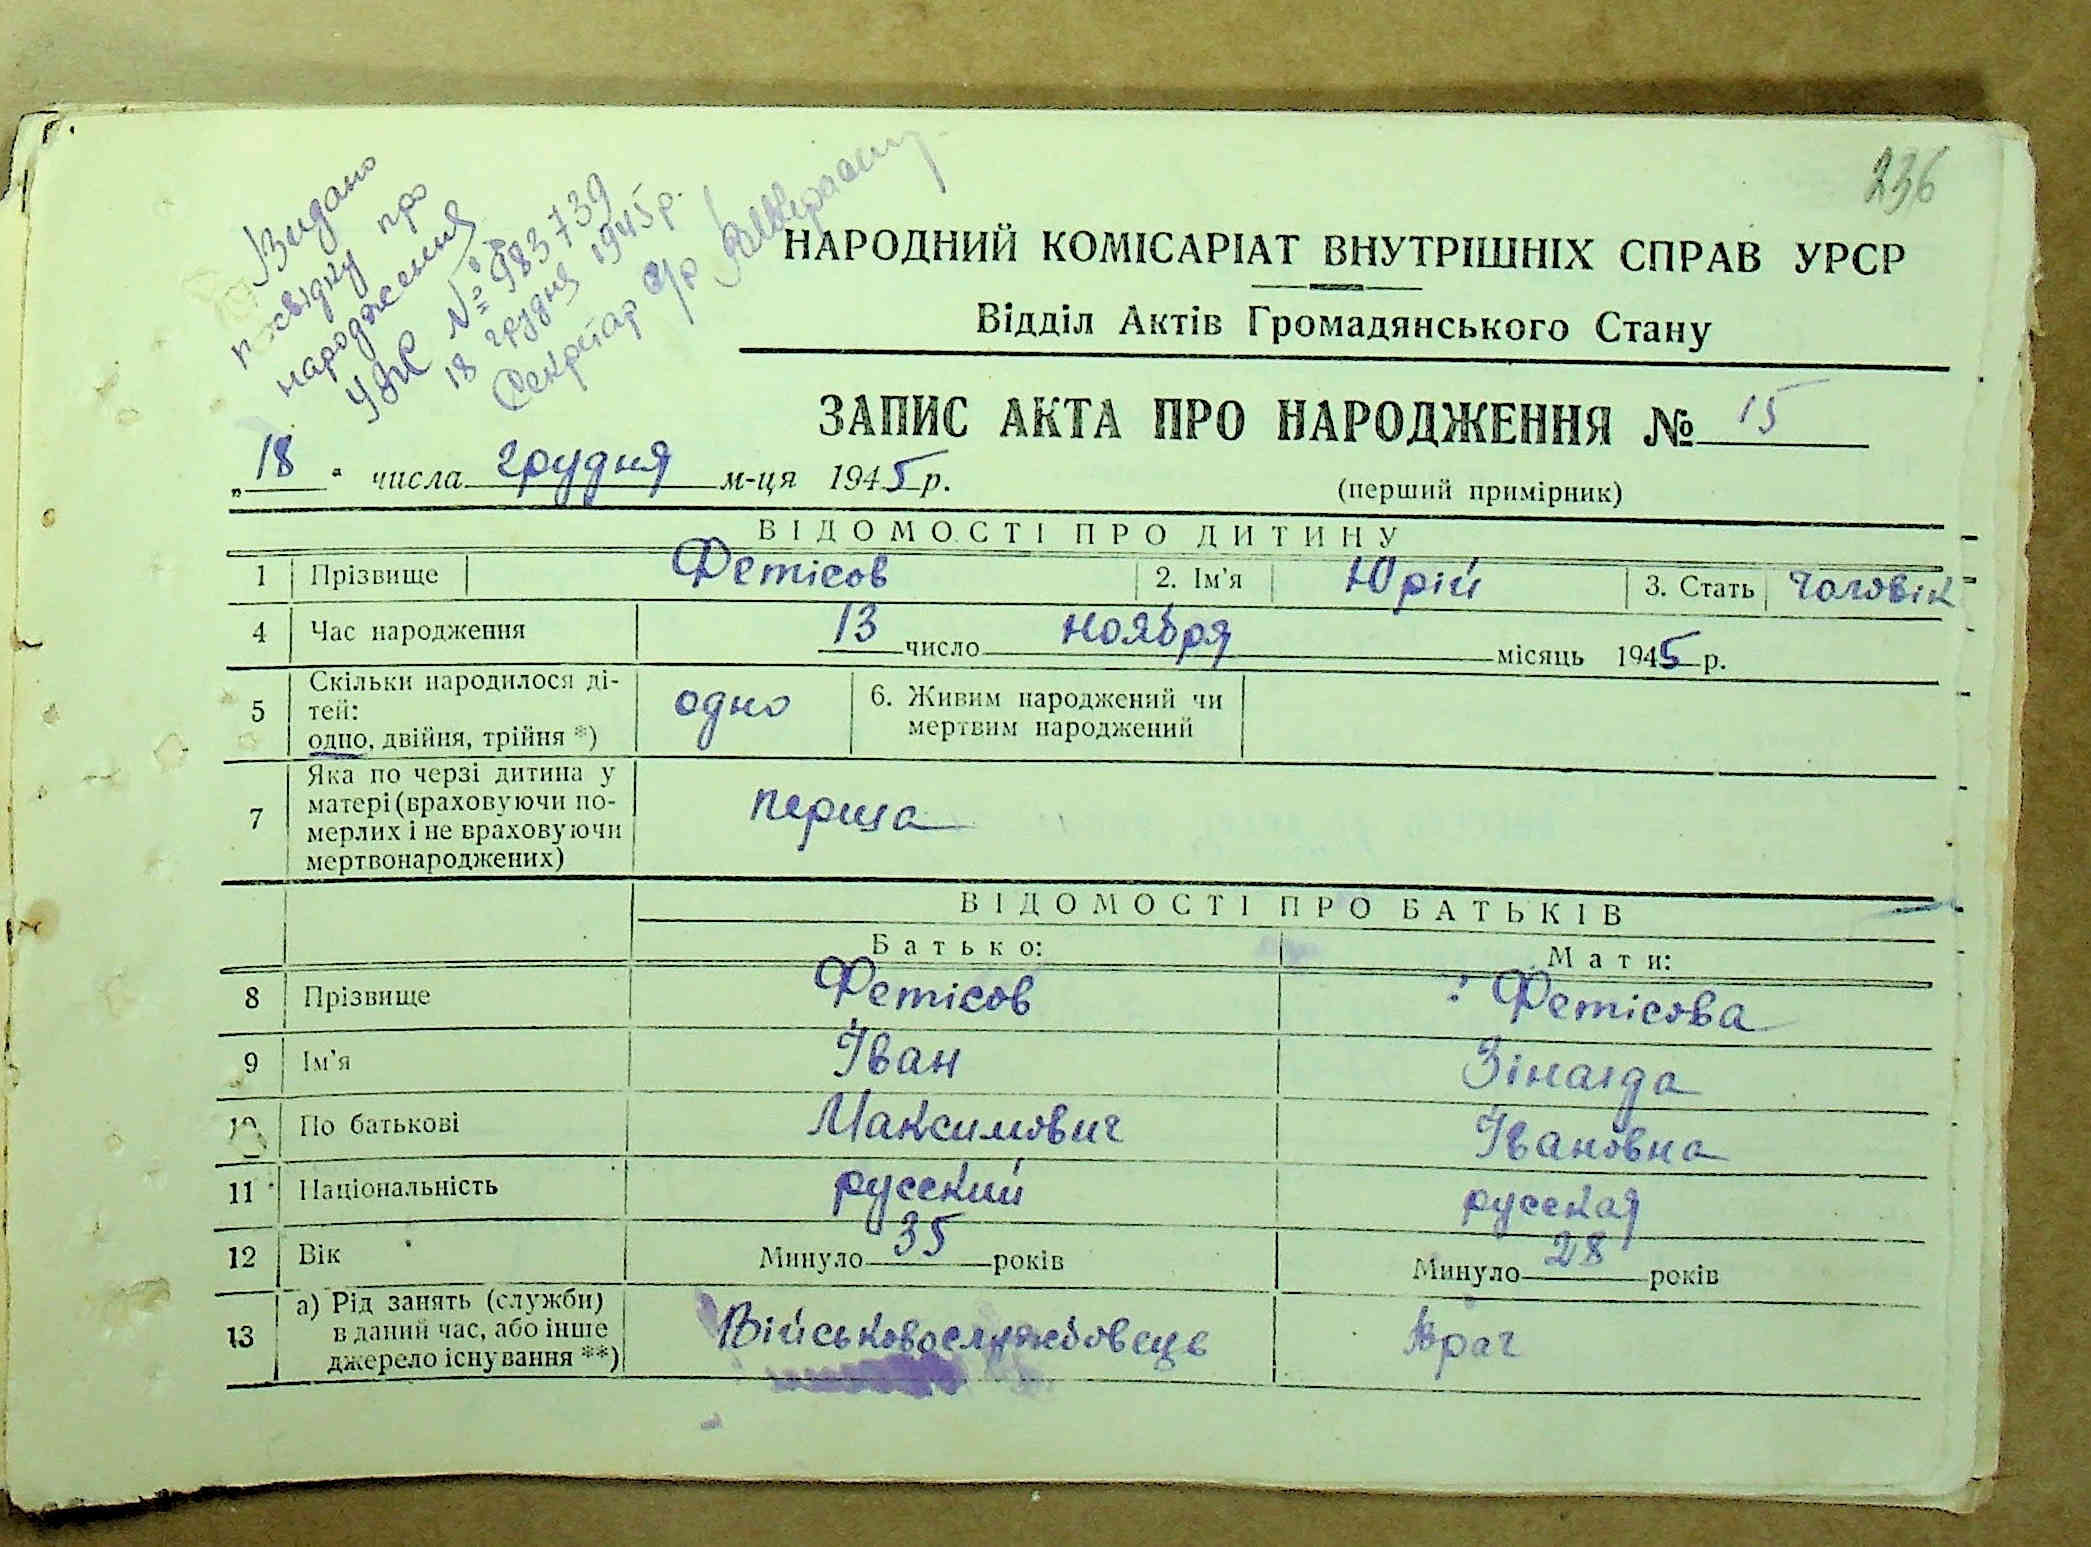 236
Видано
посвідку про
народження
УЯК № 983739
18 грудня 1945 р.
Секретар с/р
НАРОДНИЙ КОМІСАРІАТ ВНУТРІШНІХ СПРАВ УРСР
Відділ Актів Громадянського Стану
ЗАПИС АКТА ПРО НАРОДЖЕННЯ № 15
„18“ числа грудня м-ця 1945 р.
(перший примірник)
ВІДОМОСТІ ПРО ДИТИНУ
1 Прізвище Фетісов 2. Ім'я Юрій 3. Стать чоловік
4 Час народження 13 число ноября місяць 1945 р.
5 Скільки народилося ді-
тей:
одно, двійня, трійня *)
одно
6. Живим народжений чи
мертвим народжений
7 Яка по черзі дитина у
матері (враховуючи по-
мерлих і не враховуючи
мертвонароджених)
перша
ВІДОМОСТІ ПРО БАТЬКІВ
Батько: Мати:
8 Прізвище Фетісов Фетісова
9 Ім'я Іван Зінаїда
10 По батькові Максимович Івановна
11 Національність русский русская
12 Вік Минуло 35 років Минуло 28 років
13 а) Рід занять (служби)
в даний час, або інше
джерело існування **)
Військовослужбовець Врач